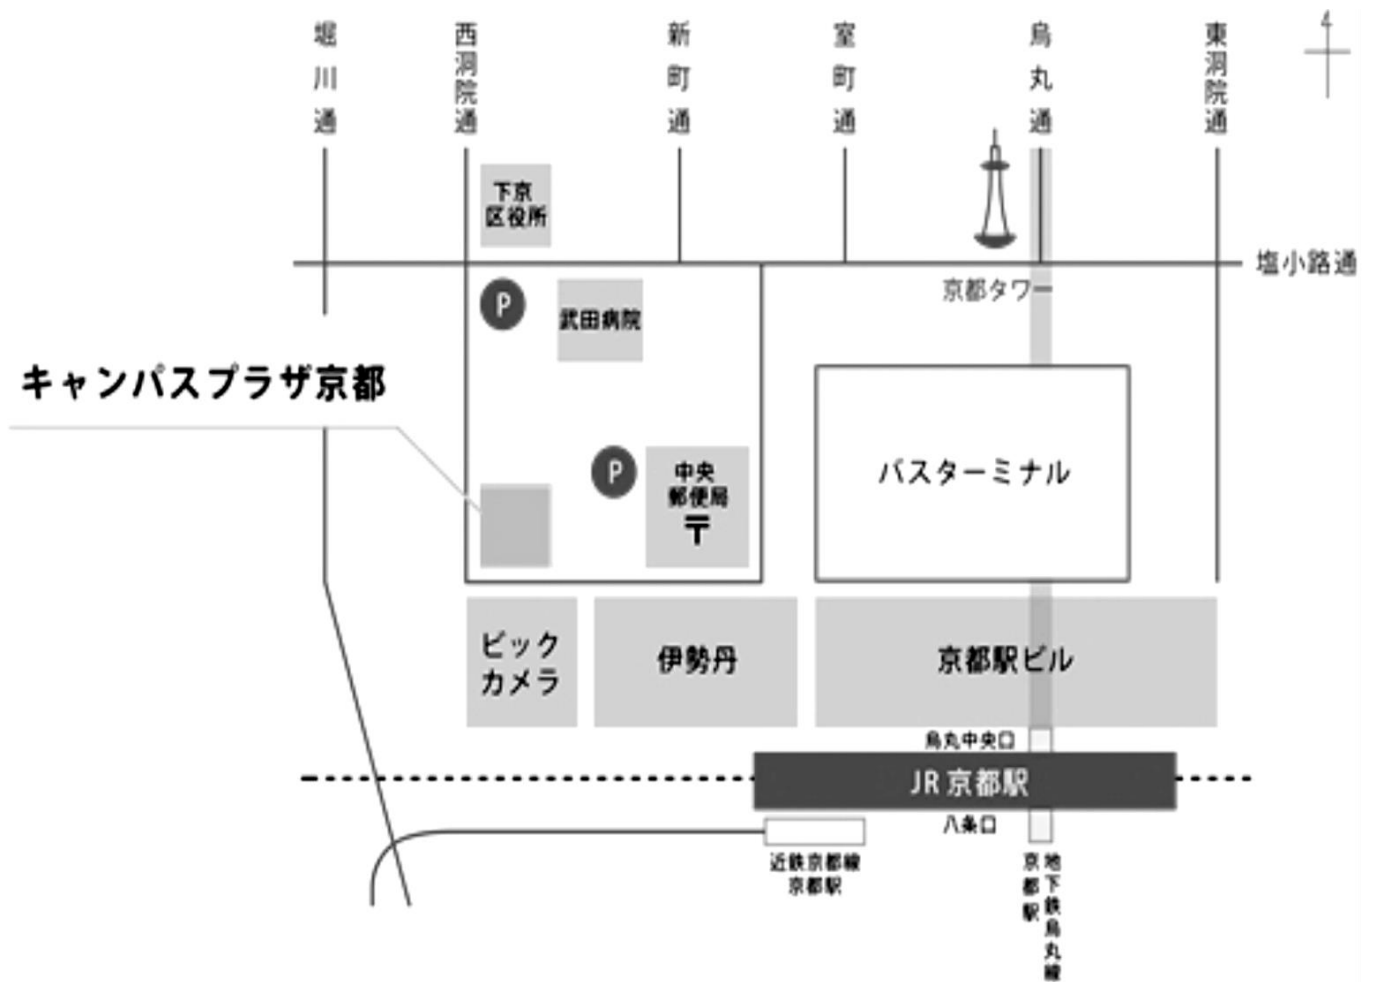 堀川通
西洞院通
新町通
室町通
烏丸通
東洞院通
4
下京
区役所
塩小路通
京都タワー
P
武田病院
キャンパスプラザ京都
P
中央
郵便局
〒
バスターミナル
ビック
カメラ
伊勢丹
京都駅ビル
烏丸中央口
JR 京都駅
八条口
近鉄京都線
京都駅
地下鉄烏丸線
京都駅